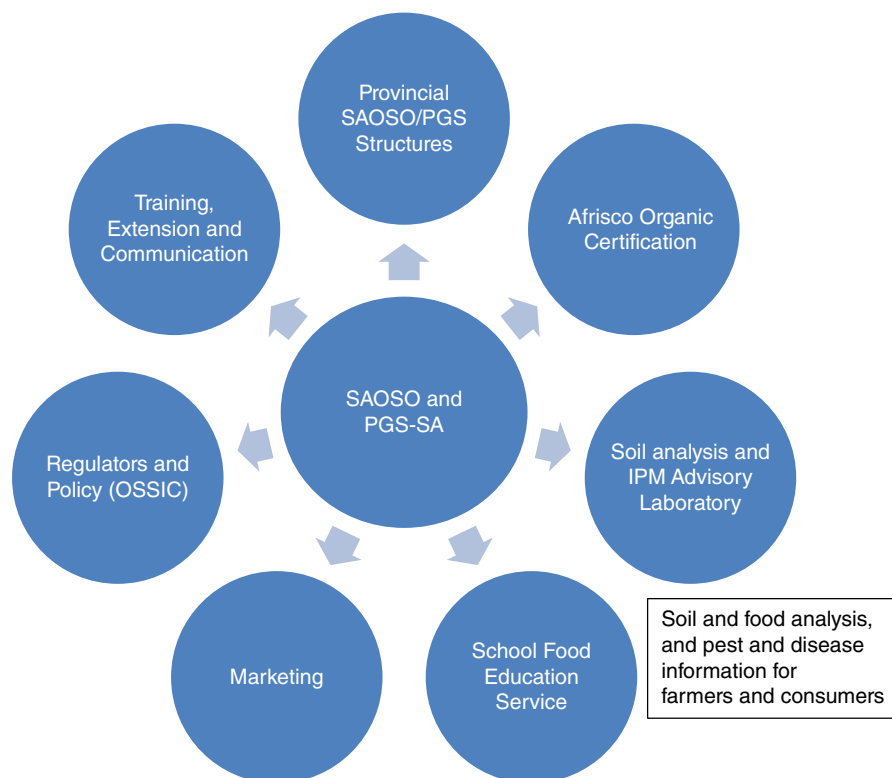 Provincial
SAOSO/PGS
Structures
Training,
Extension and
Communication
Afrisco Organic
Certification
SAOSO and
PGS-SA
Regulators and
Policy (OSSIC)
Soil analysis and
IPM Advisory
Laboratory
Marketing
School Food
Education
Service
Soil and food analysis,
and pest and disease
information for
farmers and consumers